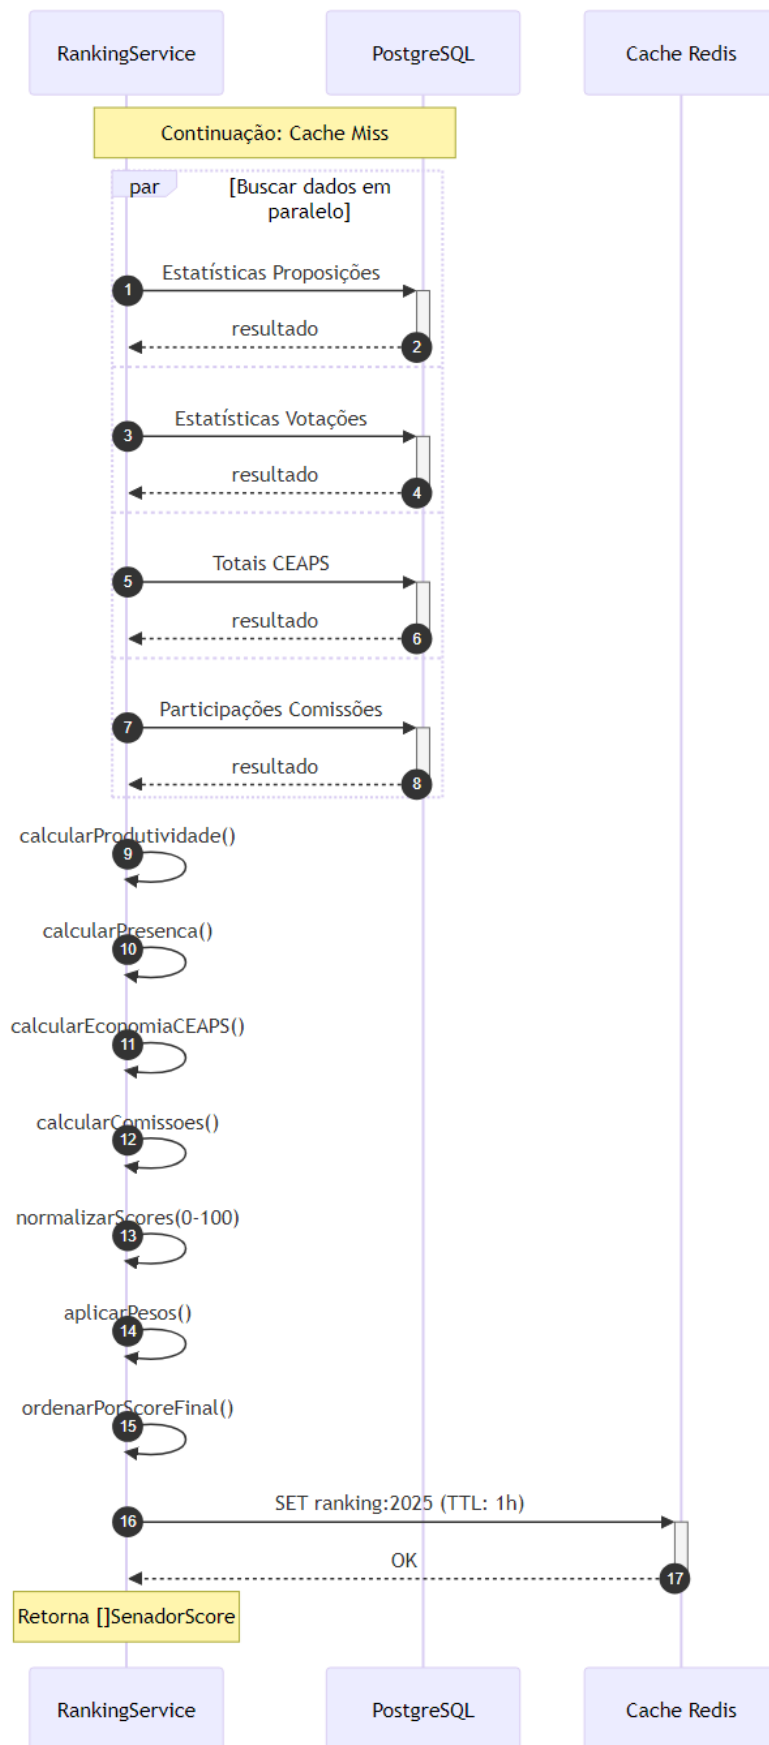 RankingService
PostgreSQL
Cache Redis
Continuação: Cache Miss
par
[Buscar dados em
paralelo]
Estatísticas Proposições
1
resultado
2
Estatísticas Votações
3
resultado
4
Totais CEAPS
5
resultado
6
Participações Comissões
7
resultado
8
calcularProdutividade()
9
calcularPresenca()
10
calcularEconomiaCEAPS()
11
calcularComissoes()
12
normalizarScores(0-100)
13
aplicarPesos()
14
ordenarPorScoreFinal()
15
SET ranking:2025 (TTL: 1h)
16
OK
17
Retorna []SenadorScore
RankingService
PostgreSQL
Cache Redis